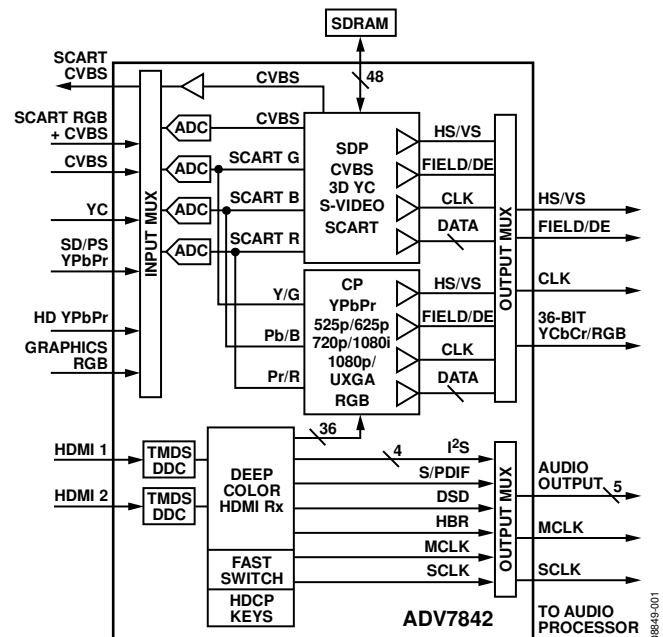 SDRAM
48
SCART
CVBS
SCART RGB
+ CVBS
CVBS
YC
SD/PS
YPbPr
HD YPbPr
GRAPHICS
RGB
INPUT MUX
ADC
ADC
ADC
ADC
CVBS
CVBS
SCART G
SCART B
SCART R
Y/G
Pb/B
Pr/R
SDP
CVBS
3D YC
S-VIDEO
SCART
HS/VS
FIELD/DE
CLK
DATA
CP
YPbPr
525p/625p
720p/1080i
1080p/
UXGA
RGB
HS/VS
FIELD/DE
CLK
DATA
OUTPUT MUX
HS/VS
FIELD/DE
CLK
36-BIT
YCbCr/RGB
HDMI 1
HDMI 2
TMDS
DDC
TMDS
DDC
DEEP
COLOR
HDMI Rx
FAST
SWITCH
HDCP
KEYS
36
4
I2S
S/PDIF
DSD
HBR
MCLK
SCLK
OUTPUT MUX
AUDIO
OUTPUT
5
MCLK
SCLK
ADV7842
TO AUDIO
PROCESSOR
8849-001